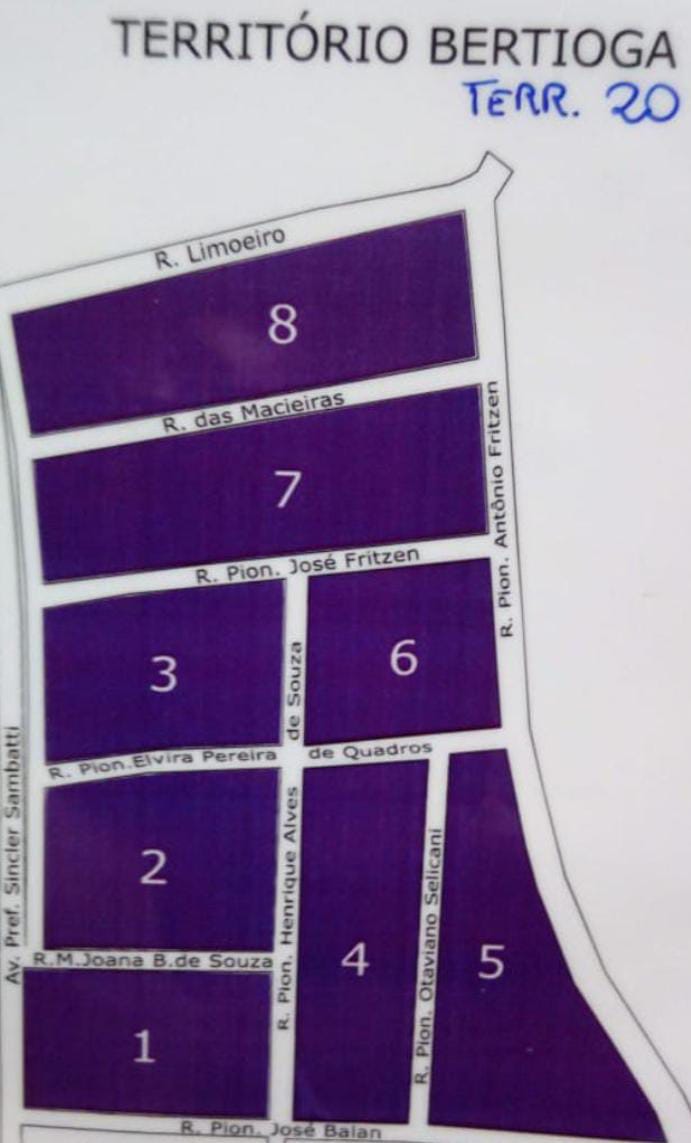 TERRITÓRIO BERTIOGA
TERR. 20
R. Limoeiro
8
R. das Macieiras
7
R. Pion. Antônio Fritzen
R. Pion. José Fritzen
3
6
R. Pion. Elvira Pereira de Quadros
Av. Pref. Sincler Sambatti
2
R. Pion. Henrique Alves de Souza
R. Pion. Otaviano Selicani
4
5
R.M.Joana B.de Souza
1
R. Pion. José Balan